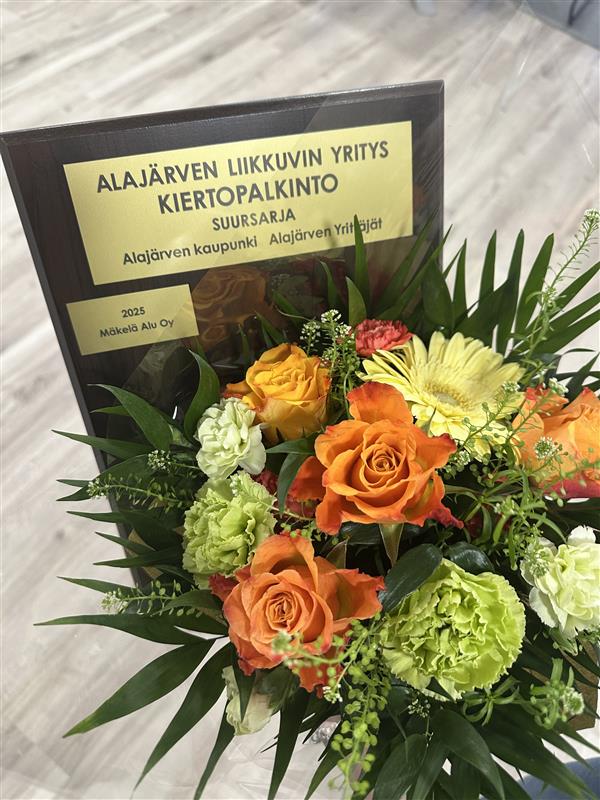 ALAJÄRVEN LIIKKUVIN YRITYS
KIERTOPALKINTO
SUURSARJA
Alajärven kaupunki Alajärven Yrittäjät
2025
Mäkelä Alu Oy